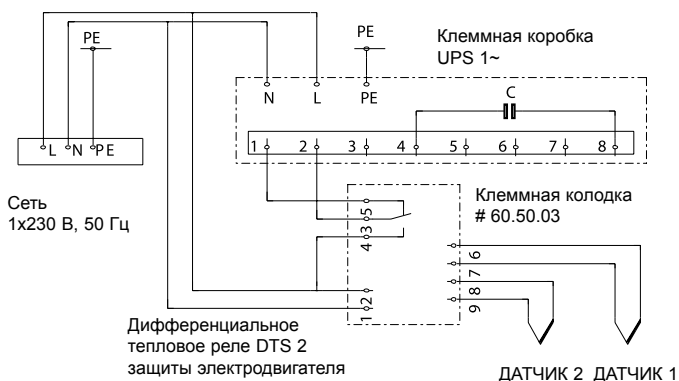 PE
PE
Клеммная коробка
UPS 1~
N L PE
C
L N PE
1 2 3 4 5 6 7 8
Сеть
1x230 В, 50 Гц
Клеммная колодка
# 60.50.03
5
3
4
2
1
6
7
8
9
Дифференциальное
тепловое реле DTS 2
защиты электродвигателя
ДАТЧИК 2 ДАТЧИК 1